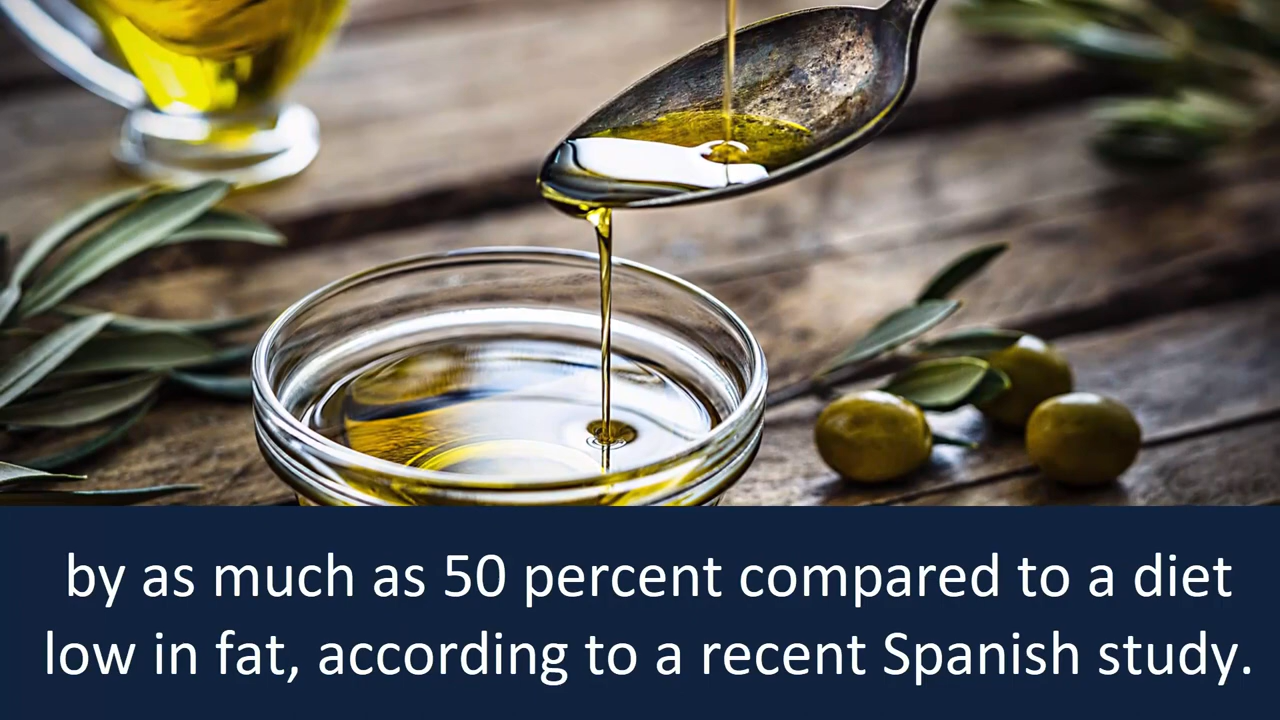 by as much as 50 percent compared to a diet
low in fat, according to a recent Spanish study.